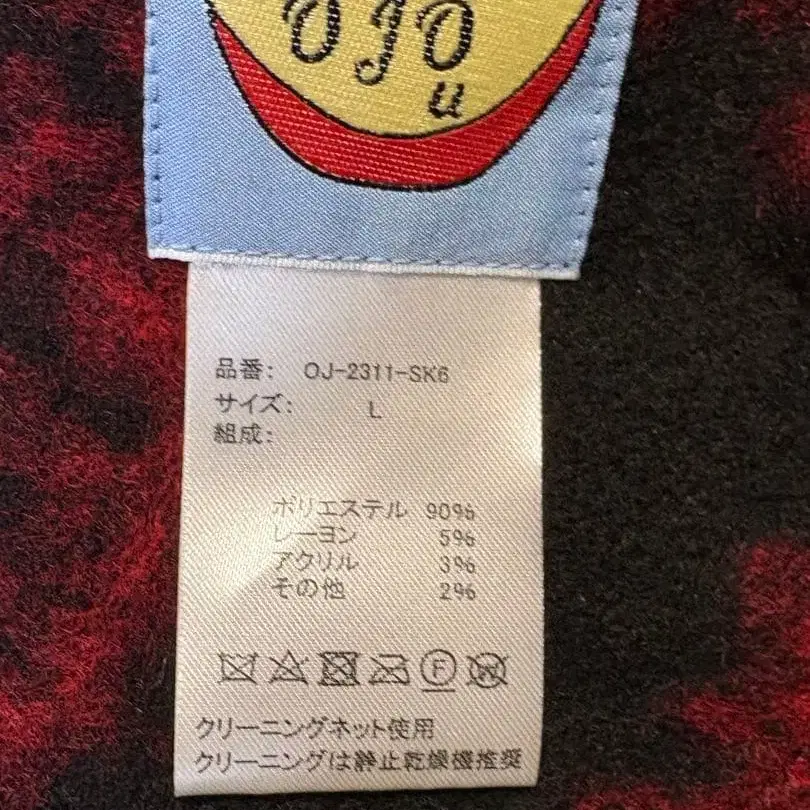 OJO
u
品番: OJ-2311-SK6
サイズ: L
組成:
ポリエステル 90%
レーヨン 5%
アクリル 3%
その他 2%
F W
クリーニングネット使用
クリーニングは静止乾燥機推奨